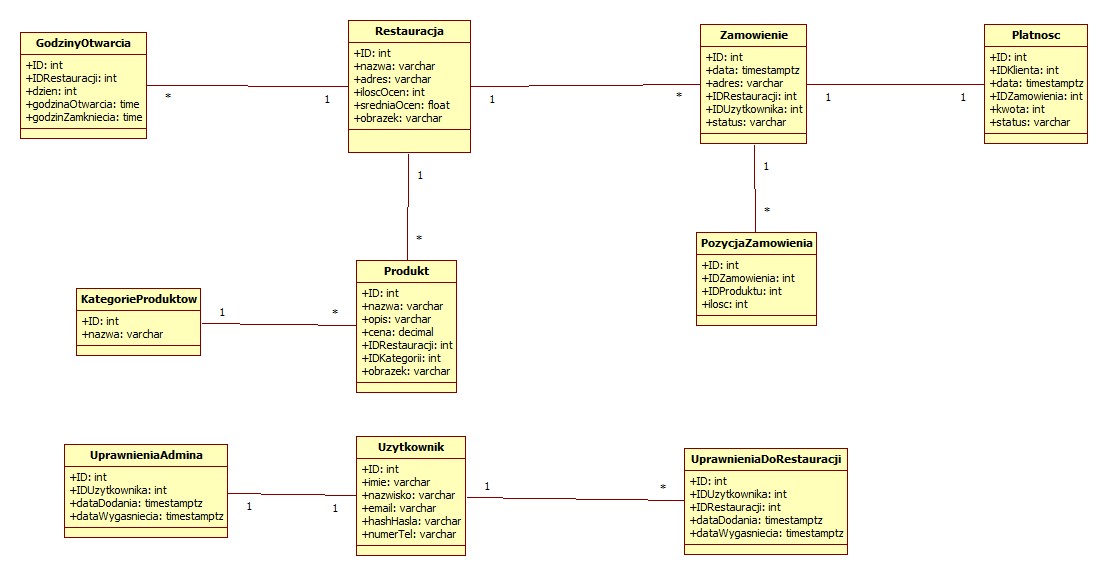 GodzinyOtwarcia
+ID: int
+IDRestauracji: int
+dzien: int
+godzinaOtwarcia: time
+godzinZamkniecia: time
*
1
Restauracja
+ID: int
+nazwa: varchar
+adres: varchar
+iloscOcen: int
+sredniaOcen: float
+obrazek: varchar
1
*
Zamowienie
+ID: int
+data: timestamptz
+adres: varchar
+IDRestauracji: int
+IDUzytkownika: int
+status: varchar
1
1
Platnosc
+ID: int
+IDKlienta: int
+data: timestamptz
+IDZamowienia: int
+kwota: int
+status: varchar
1
*
1
*
PozycjaZamowienia
+ID: int
+IDZamowienia: int
+IDProduktu: int
+ilosc: int
KategorieProduktow
+ID: int
+nazwa: varchar
1
*
Produkt
+ID: int
+nazwa: varchar
+opis: varchar
+cena: decimal
+IDRestauracji: int
+IDKategorii: int
+obrazek: varchar
UprawnieniaAdmina
+ID: int
+IDUzytkownika: int
+dataDodania: timestamptz
+dataWygasniecia: timestamptz
1
1
Uzytkownik
+ID: int
+imie: varchar
+nazwisko: varchar
+email: varchar
+hashHasla: varchar
+numerTel: varchar
1
*
UprawnieniaDoRestauracji
+ID: int
+IDUzytkownika: int
+IDRestauracji: int
+dataDodania: timestamptz
+dataWygasniecia: timestamptz